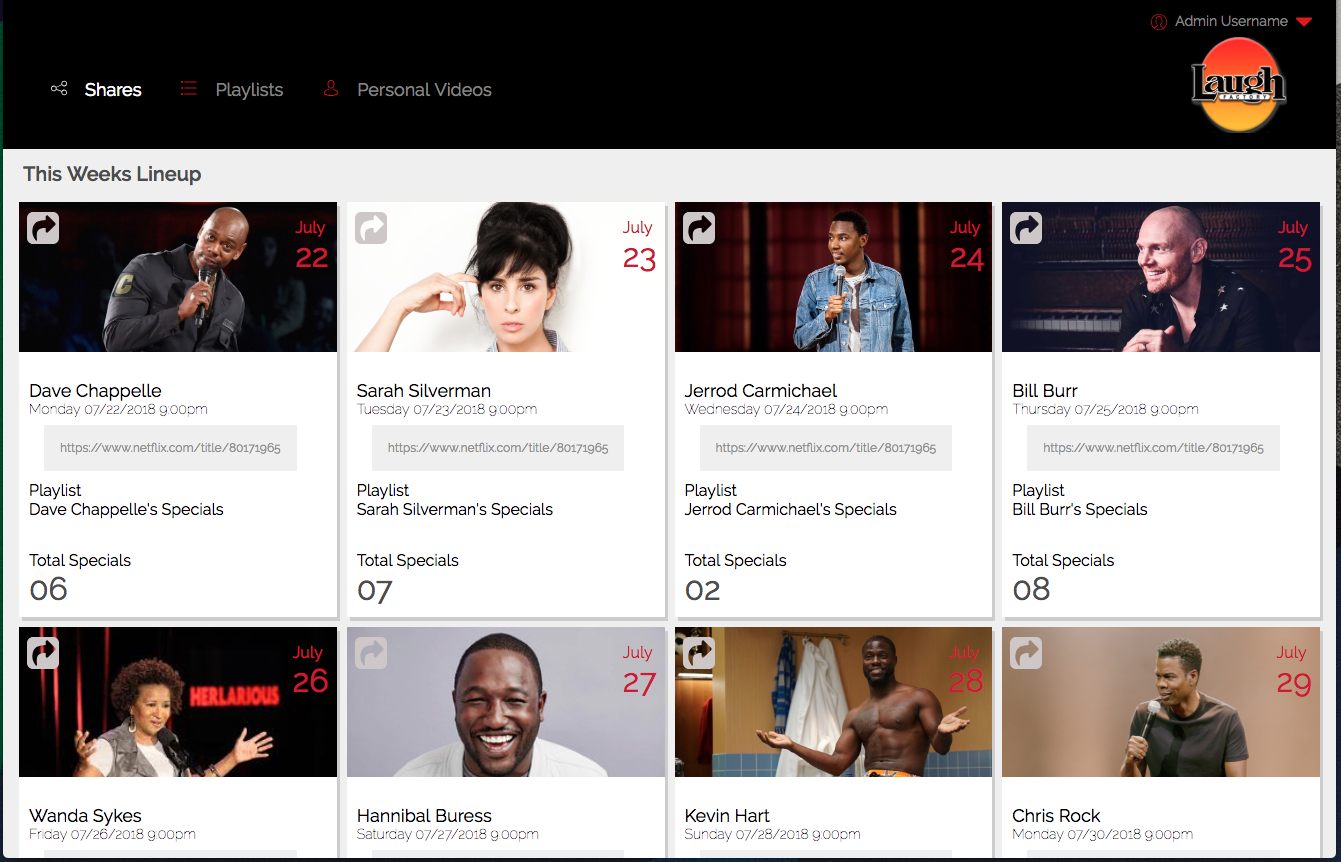 Admin Username
Shares
Playlists
Personal Videos
Laugh
FACTORY
This Weeks Lineup
July
22
July
23
July
24
July
25
Dave Chappelle
Monday 07/22/2018 9:00pm
https://www.netflix.com/title/80171965
Playlist
Dave Chappelle's Specials
Total Specials
06
Sarah Silverman
Tuesday 07/23/2018 9:00pm
https://www.netflix.com/title/80171965
Playlist
Sarah Silverman's Specials
Total Specials
07
Jerrod Carmichael
Wednesday 07/24/2018 9:00pm
https://www.netflix.com/title/80171965
Playlist
Jerrod Carmichael's Specials
Total Specials
02
Bill Burr
Thursday 07/25/2018 9:00pm
https://www.netflix.com/title/80171965
Playlist
Bill Burr's Specials
Total Specials
08
HERLARIOUS
July
26
July
27
July
28
July
29
Wanda Sykes
Friday 07/26/2018 9:00pm
Hannibal Buress
Saturday 07/27/2018 9:00pm
Kevin Hart
Sunday 07/28/2018 9:00pm
Chris Rock
Monday 07/30/2018 9:00pm